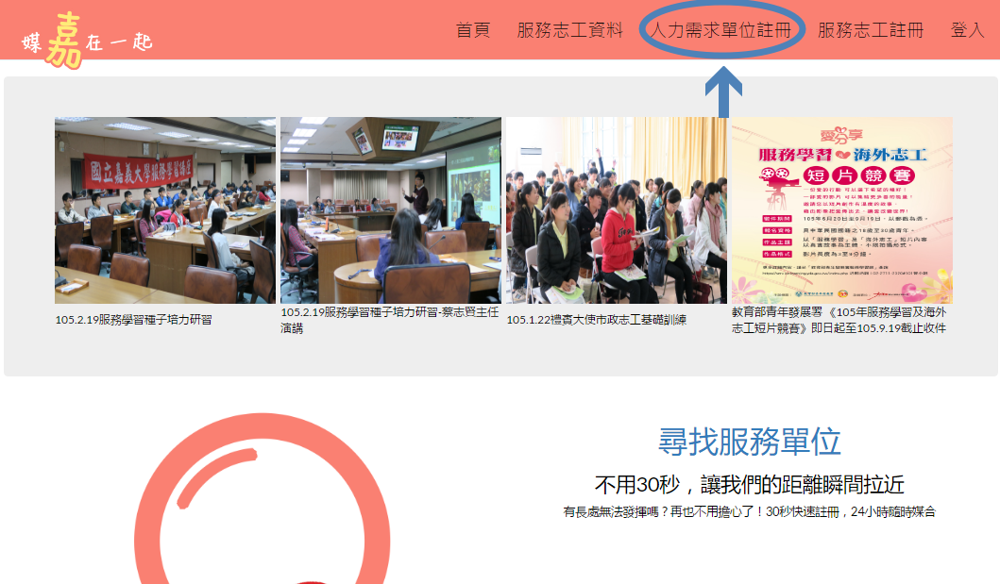 媒嘉在一起
首頁 服務志工資料 人力需求單位註冊 服務志工註冊 登入
國立嘉義大學服務學習講座
愛分享
服務學習 海外志工
短片競賽
105.2.19服務學習種子培力研習
105.2.19服務學習種子培力研習-蔡志賢主任
演講
105.1.22禮賓大使市政志工基礎訓練
教育部青年發展署 《105年服務學習及海外
志工短片競賽》即日起至105.9.19截止收件
尋找服務單位
不用30秒，讓我們的距離瞬間拉近
有長處無法發揮嗎？再也不用擔心了！30秒快速註冊，24小時隨時媒合